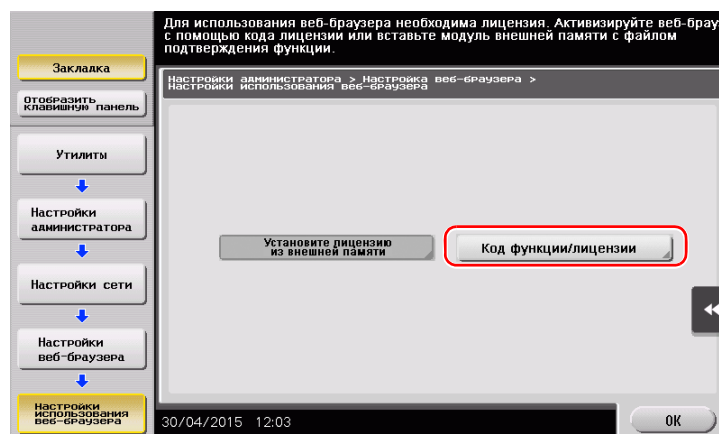 Для использования веб-браузера необходима лицензия. Активизируйте веб-брау
с помощью кода лицензии или вставьте модуль внешней памяти с файлом
подтверждения функции.
Закладка
Отобразить
клавишную панель
Настройки администратора > Настройка веб-браузера >
Настройки использования веб-браузера
Утилиты
Настройки
администратора
Установите лицензию
из внешней памяти
Код функции/лицензии
Настройки сети
Настройки
веб-браузера
Настройки
использования
веб-браузера
30/04/2015 12:03
OK